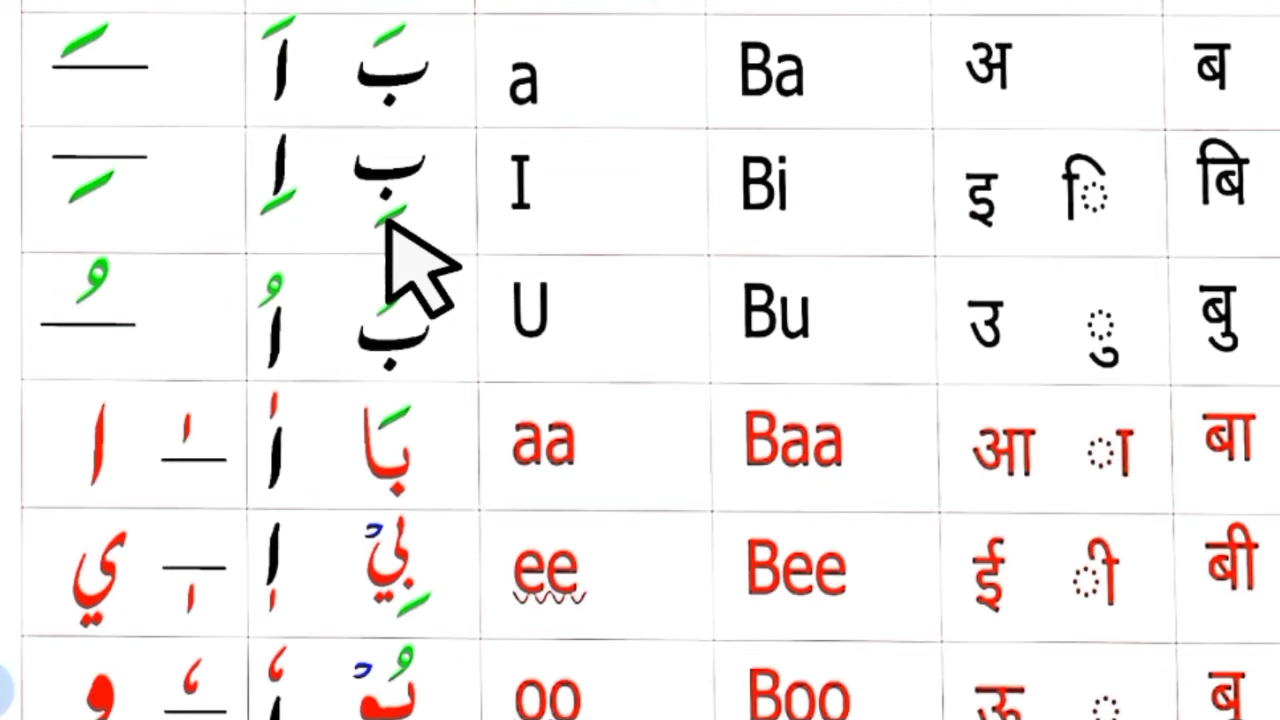 َ اَ بَ a Ba अ ब
ِ اِ بِ I Bi इ ि बि
ُ اُ بُ U Bu उ ु बु
ا ٰ اٰ بَا aa Baa आ ा बा
ي ٖ اٖ بِيْ ee Bee ई ी बी
و ٗ اٗ بُوْ oo Boo ऊ